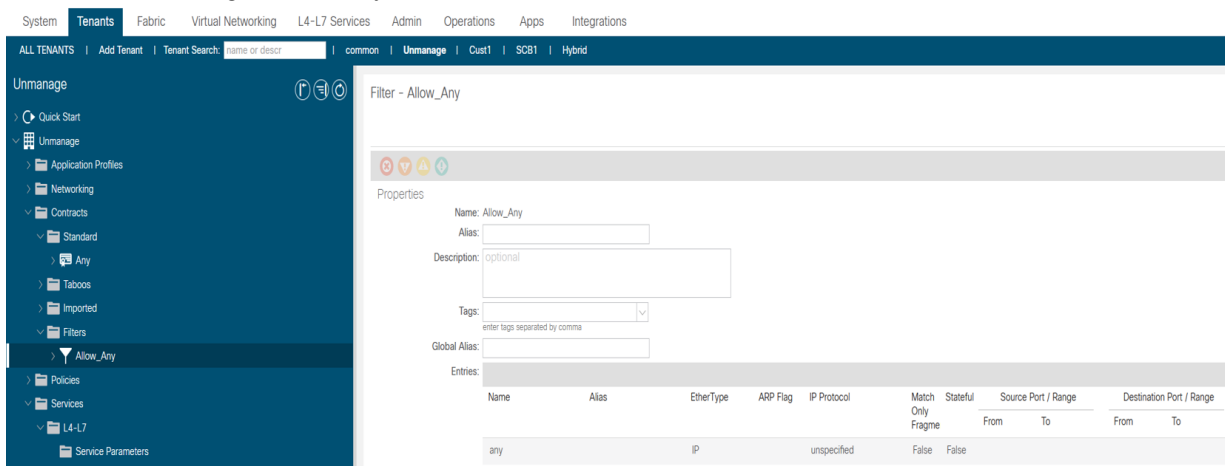 System Tenants Fabric Virtual Networking L4-L7 Services Admin Operations Apps Integrations
ALL TENANTS | Add Tenant | Tenant Search: name or descr | common | Unmanage | Cust1 | SCB1 | Hybrid
Unmanage
Quick Start
Unmanage
Application Profiles
Networking
Contracts
Standard
Any
Taboos
Imported
Filters
Allow_Any
Policies
Services
L4-L7
Service Parameters
Filter - Allow_Any
Properties
Name: Allow_Any
Alias:
Description: optional
Tags:
enter tags separated by comma
Global Alias:
Entries:
Name Alias EtherType ARP Flag IP Protocol Match Stateful Source Port / Range Destination Port / Range
Only
Fragme From To From To
any IP unspecified False False